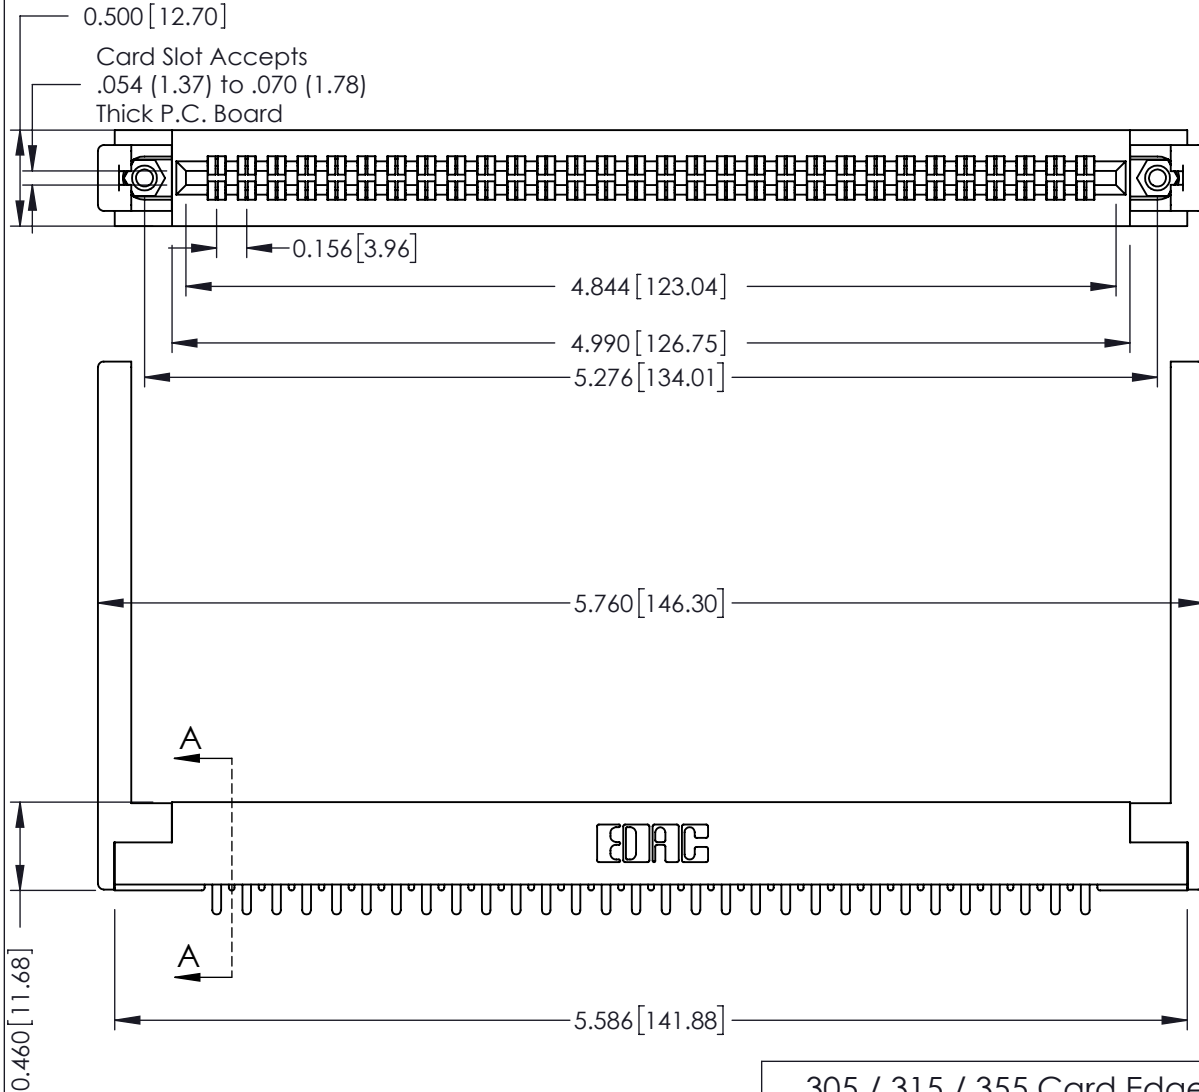 0.500 [12.70]
Card Slot Accepts
.054 (1.37) to .070 (1.78)
Thick P.C. Board
0.156 [3.96]
4.844 [123.04]
4.990 [126.75]
5.276 [134.01]
5.760 [146.30]
A
EDAC
A
0.460 [11.68]
5.586 [141.88]
305 / 315 / 355 Card Edge